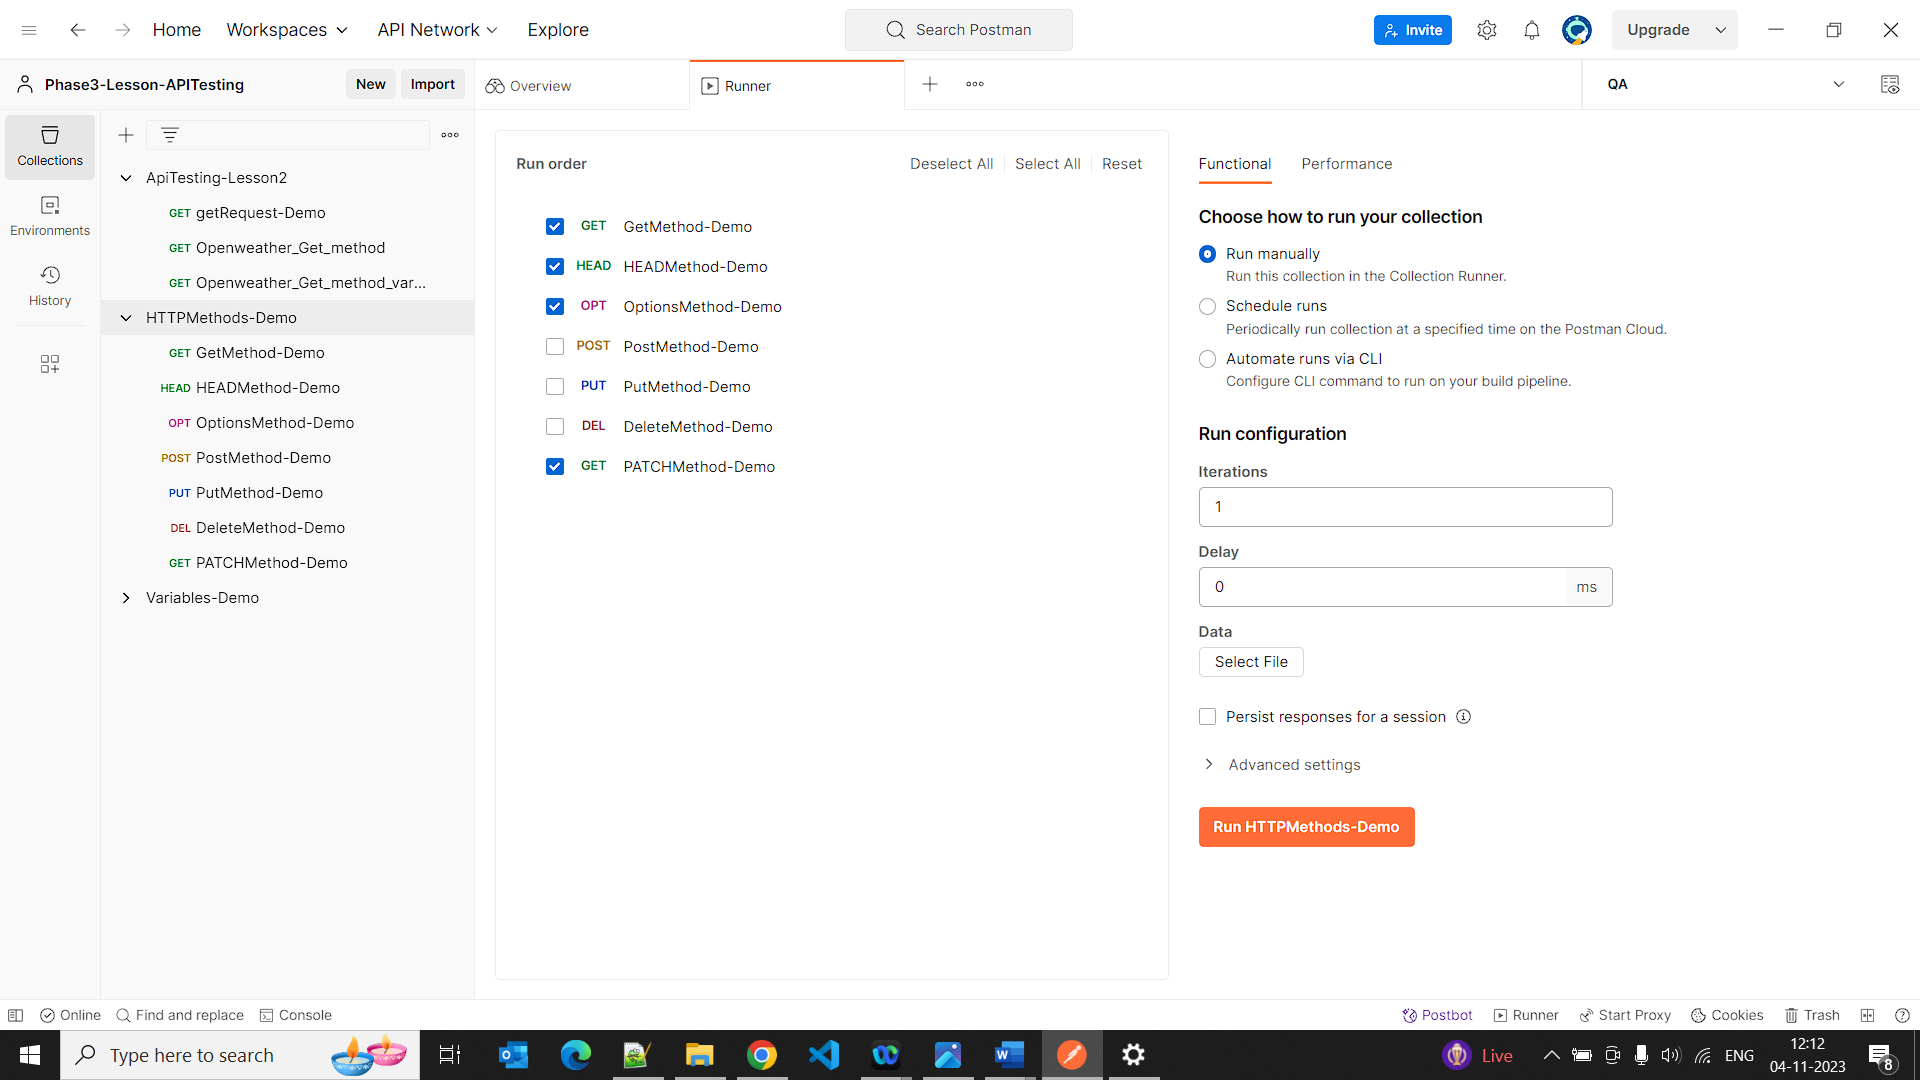 Home Workspaces API Network Explore Search Postman Invite Upgrade
Phase3-Lesson-APITesting New Import Overview Runner QA
Collections
Environments
History
ApiTesting-Lesson2
GET getRequest-Demo
GET Openweather_Get_method
GET Openweather_Get_method_var...
HTTPMethods-Demo
GET GetMethod-Demo
HEAD HEADMethod-Demo
OPT OptionsMethod-Demo
POST PostMethod-Demo
PUT PutMethod-Demo
DEL DeleteMethod-Demo
GET PATCHMethod-Demo
Variables-Demo
Run order Deselect All Select All Reset
GET GetMethod-Demo
HEAD HEADMethod-Demo
OPT OptionsMethod-Demo
POST PostMethod-Demo
PUT PutMethod-Demo
DEL DeleteMethod-Demo
GET PATCHMethod-Demo
Functional Performance
Choose how to run your collection
Run manually
Run this collection in the Collection Runner.
Schedule runs
Periodically run collection at a specified time on the Postman Cloud.
Automate runs via CLI
Configure CLI command to run on your build pipeline.
Run configuration
Iterations
1
Delay
0 ms
Data
Select File
Persist responses for a session
Advanced settings
Run HTTPMethods-Demo
Online Find and replace Console Postbot Runner Start Proxy Cookies Trash
Type here to search Live ENG 12:12
04-11-2023 8